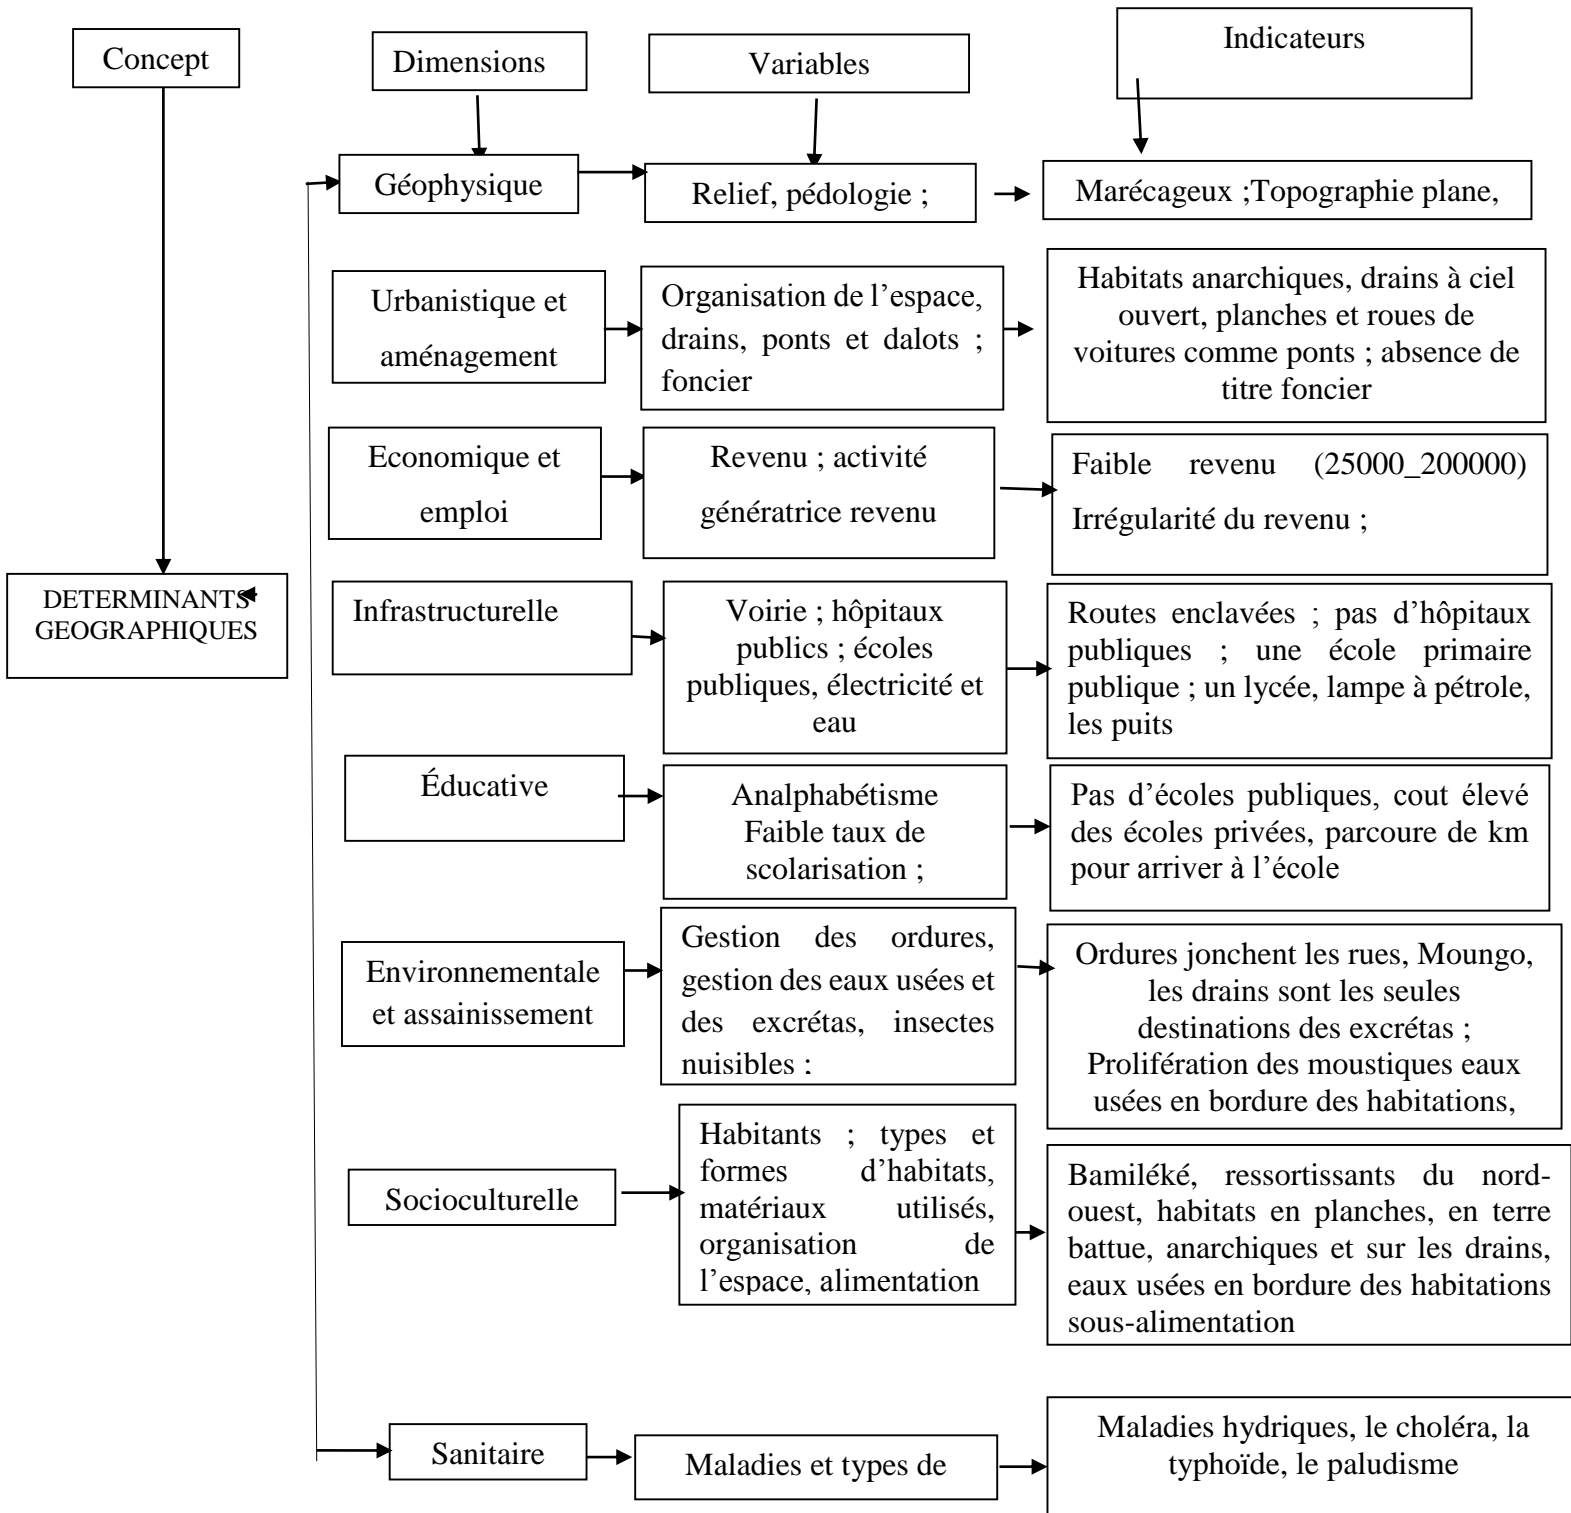 Concept
Dimensions
Variables
Indicateurs
DETERMINANTS
GEOGRAPHIQUES
Géophysique
Relief, pédologie ;
Marécageux ;Topographie plane,
Urbanistique et
aménagement
Organisation de l’espace,
drains, ponts et dalots ;
foncier
Habitats anarchiques, drains à ciel
ouvert, planches et roues de
voitures comme ponts ; absence de
titre foncier
Economique et
emploi
Revenu ; activité
génératrice revenu
Faible revenu (25000_200000)
Irrégularité du revenu ;
Infrastructurelle
Voirie ; hôpitaux
publics ; écoles
publiques, électricité et
eau
Routes enclavées ; pas d’hôpitaux
publiques ; une école primaire
publique ; un lycée, lampe à pétrole,
les puits
Éducative
Analphabétisme
Faible taux de
scolarisation ;
Pas d’écoles publiques, cout élevé
des écoles privées, parcoure de km
pour arriver à l’école
Environnementale
et assainissement
Gestion des ordures,
gestion des eaux usées et
des excrétas, insectes
nuisibles ;
Ordures jonchent les rues, Moungo,
les drains sont les seules
destinations des excrétas ;
Prolifération des moustiques eaux
usées en bordure des habitations,
Socioculturelle
Habitants ; types et
formes d’habitats,
matériaux utilisés,
organisation de
l’espace, alimentation
Bamiléké, ressortissants du nord-
ouest, habitats en planches, en terre
battue, anarchiques et sur les drains,
eaux usées en bordure des habitations
sous-alimentation
Sanitaire
Maladies et types de
Maladies hydriques, le choléra, la
typhoïde, le paludisme